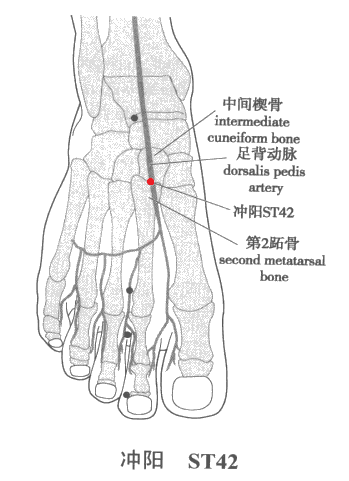 中间楔骨
intermediate
cuneiform bone
足背动脉
dorsalis pedis
artery
冲阳ST42
第2跖骨
second metatarsal
bone
冲阳 ST42